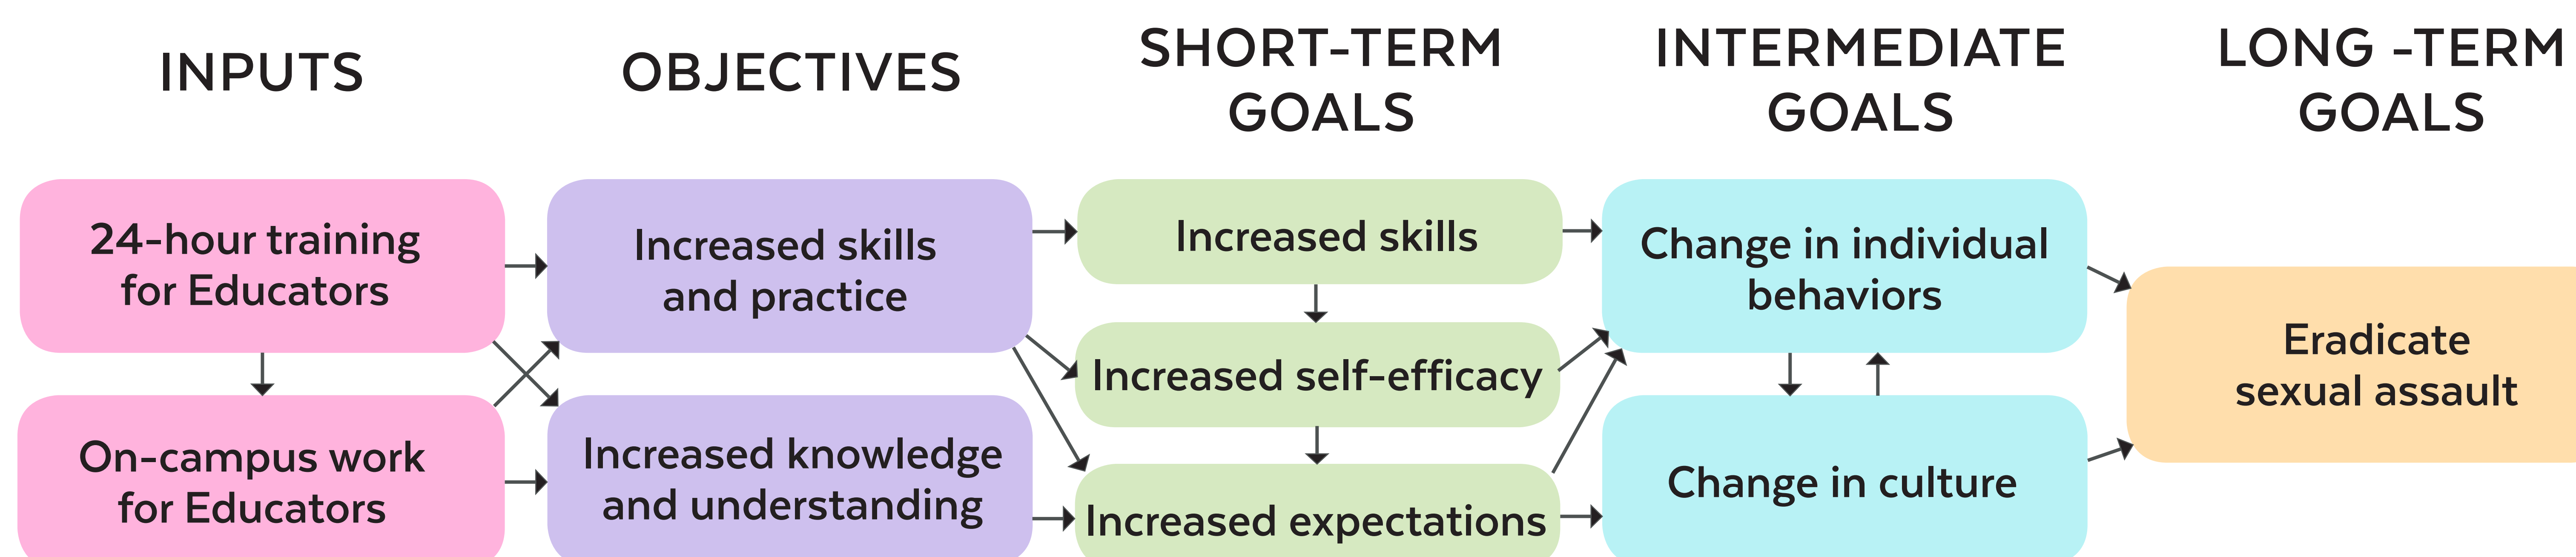 INPUTS
OBJECTIVES
SHORT-TERM
GOALS
INTERMEDIATE
GOALS
LONG -TERM
GOALS
24-hour training
for Educators
On-campus work
for Educators
Increased skills
and practice
Increased knowledge
and understanding
Increased skills
Increased self-efficacy
Increased expectations
Change in individual
behaviors
Change in culture
Eradicate
sexual assault